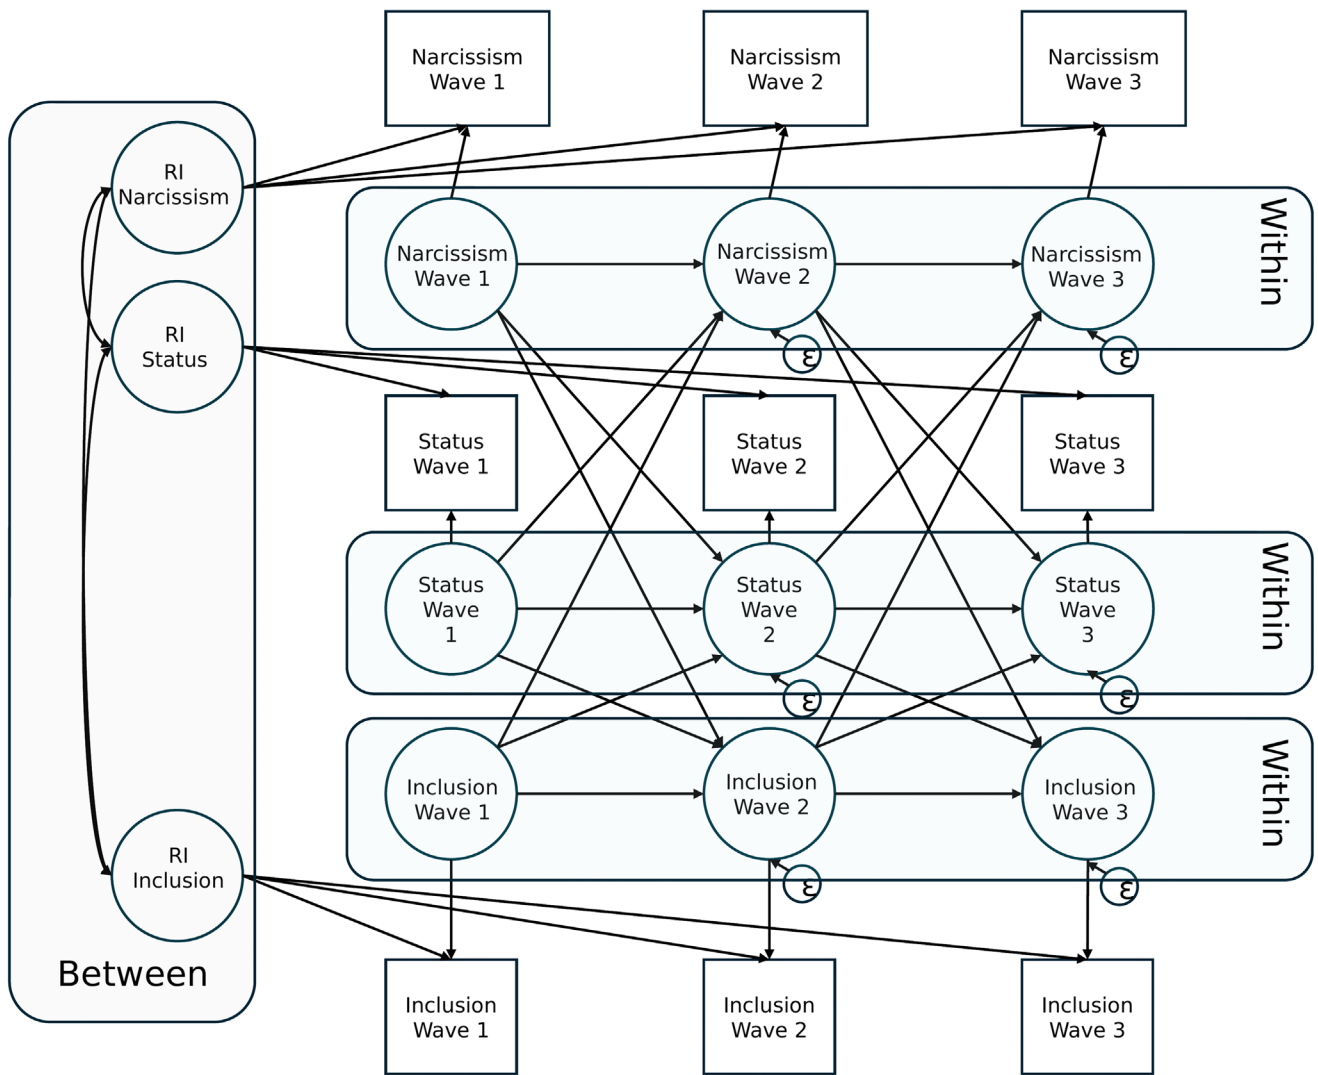 Narcissism
Wave 1
Narcissism
Wave 2
Narcissism
Wave 3
RI
Narcissism
Within
Narcissism
Wave 1
Narcissism
Wave 2
Narcissism
Wave 3
RI
Status
ε
ε
Status
Wave 1
Status
Wave 2
Status
Wave 3
Within
Status
Wave
1
Status
Wave
2
Status
Wave
3
ε
ε
Within
Inclusion
Wave 1
Inclusion
Wave 2
Inclusion
Wave 3
RI
Inclusion
ε
ε
Between
Inclusion
Wave 1
Inclusion
Wave 2
Inclusion
Wave 3